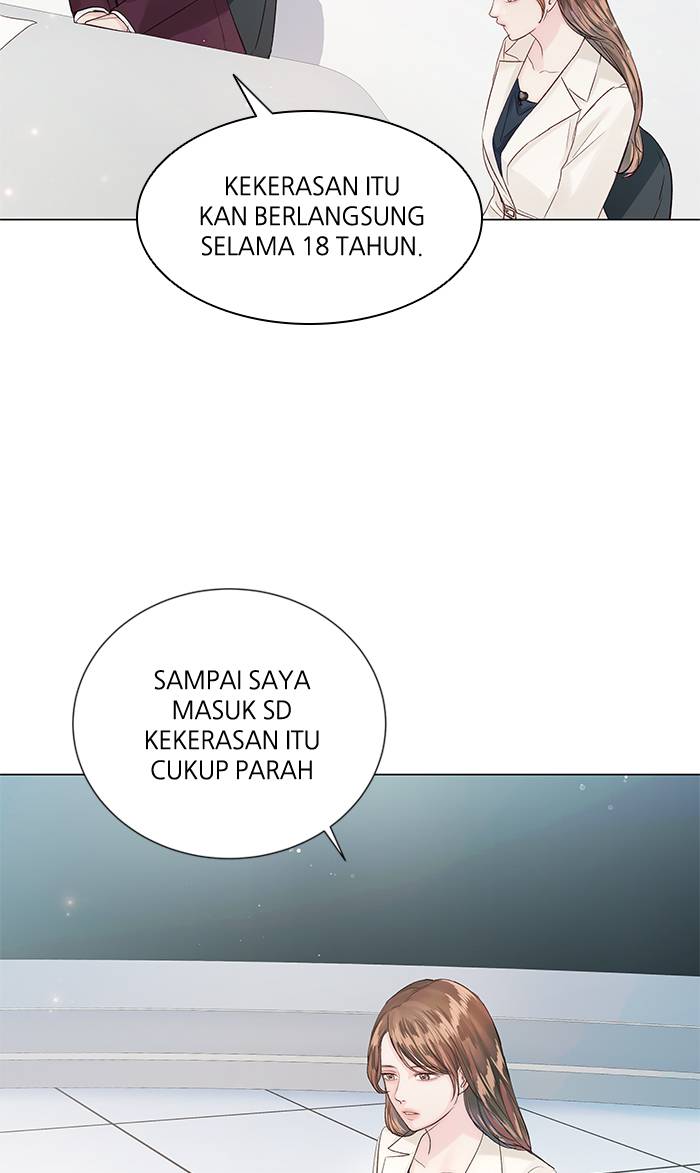 KEKERASAN ITU
KAN BERLANGSUNG
SELAMA 18 TAHUN.
SAMPAI SAYA
MASUK SD
KEKERASAN ITU
CUKUP PARAH